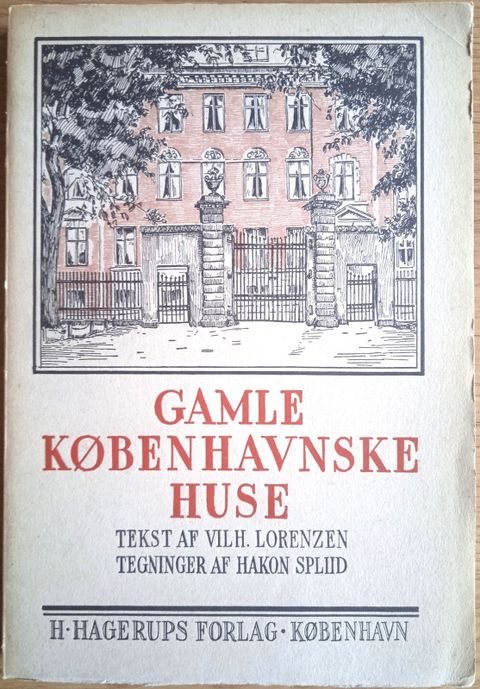 GAMLE
KØBENHAVNSKE
HUSE
TEKST AF VILH. LORENZEN
TEGNINGER AF HAKON SPLIID
H·HAGERUPS FORLAG·KØBENHAVN